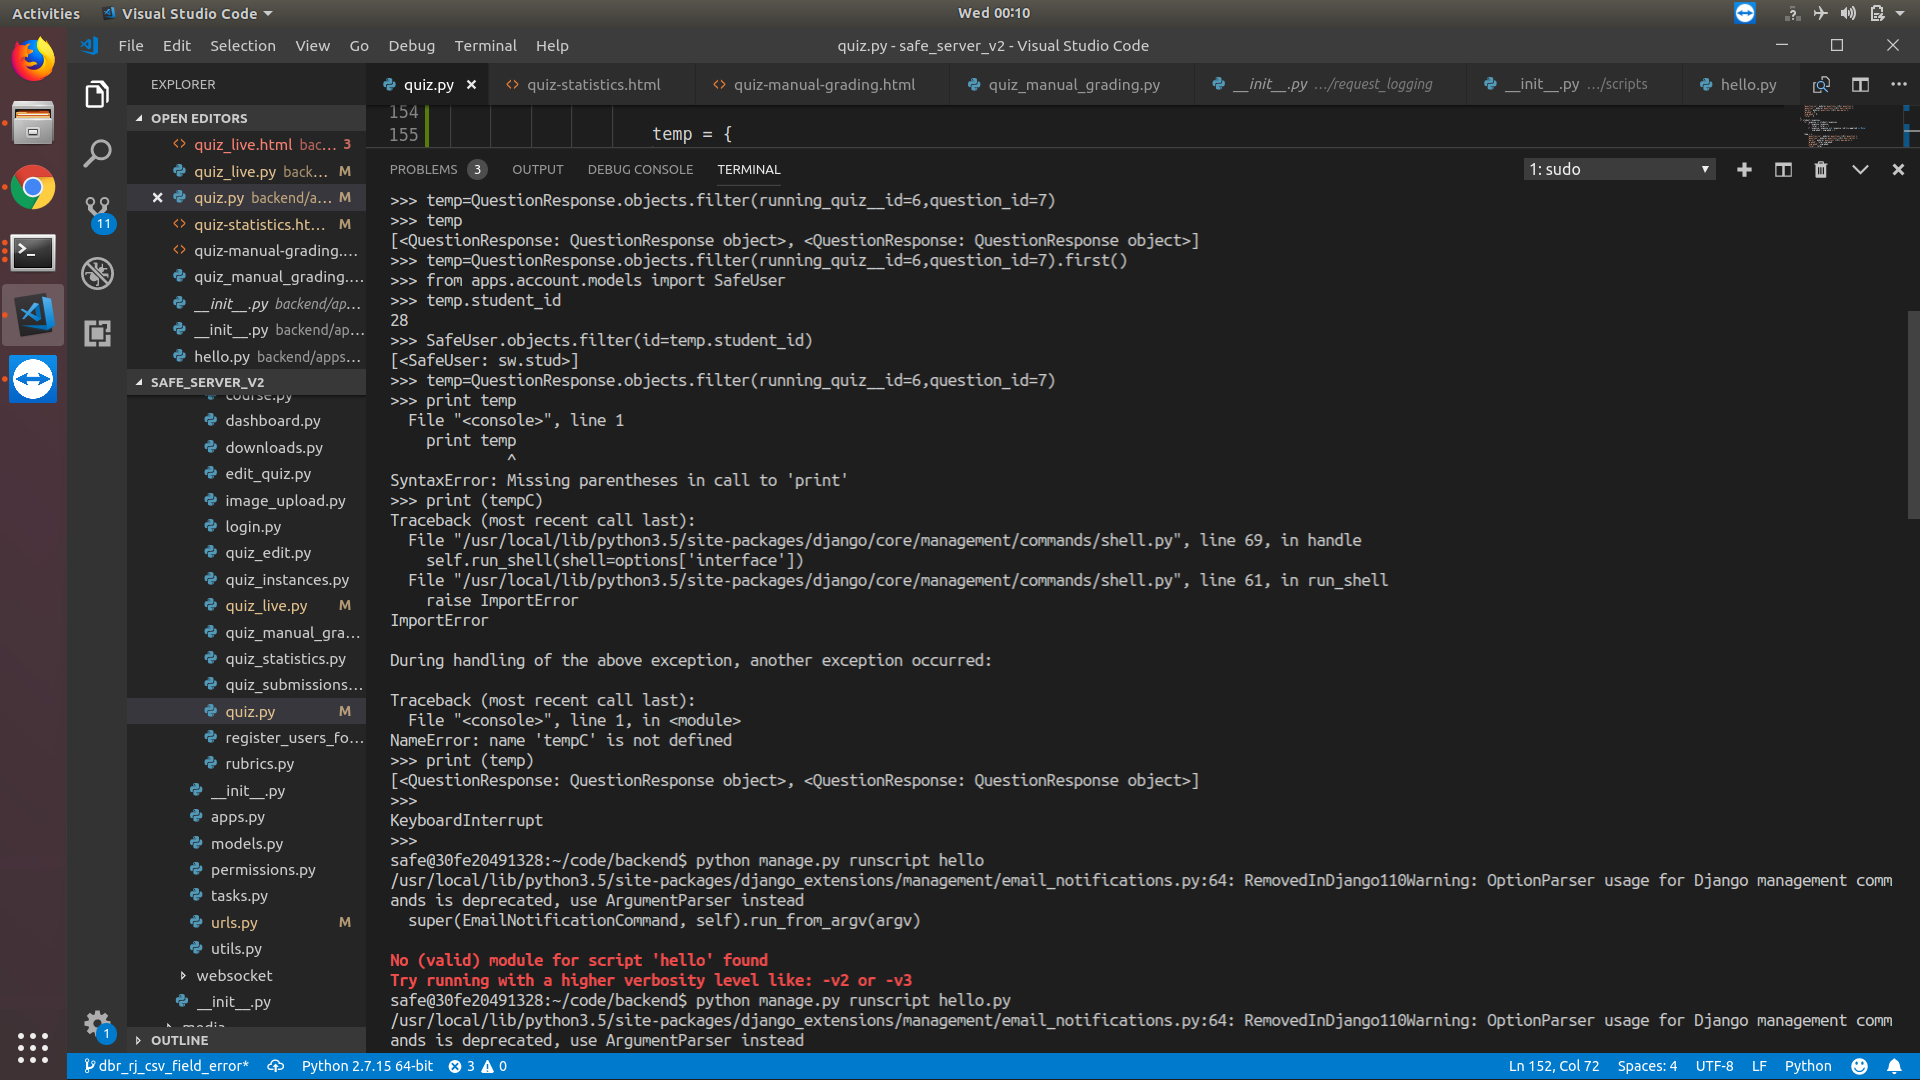 Activities
Visual Studio Code
Wed 00:10
File Edit Selection View Go Debug Terminal Help
quiz.py - safe_server_v2 - Visual Studio Code
EXPLORER
quiz.py
quiz-statistics.html
quiz-manual-grading.html
quiz_manual_grading.py
__init__.py .../request_logging
__init__.py .../scripts
hello.py
OPEN EDITORS
quiz_live.html bac... 3
quiz_live.py back... M
quiz.py backend/a... M
quiz-statistics.ht... M
quiz-manual-grading....
quiz_manual_grading....
__init__.py backend/ap...
__init__.py backend/ap...
hello.py backend/apps...
SAFE_SERVER_V2
course.py
dashboard.py
downloads.py
edit_quiz.py
image_upload.py
login.py
quiz_edit.py
quiz_instances.py
quiz_live.py M
quiz_manual_gra...
quiz_statistics.py
quiz_submissions...
quiz.py M
register_users_fo...
rubrics.py
__init__.py
apps.py
models.py
permissions.py
tasks.py
urls.py M
utils.py
websocket
__init__.py
media
OUTLINE
11
1
154
155 temp = {
PROBLEMS 3 OUTPUT DEBUG CONSOLE TERMINAL
1: sudo
>>> temp=QuestionResponse.objects.filter(running_quiz__id=6,question_id=7)
>>> temp
[<QuestionResponse: QuestionResponse object>, <QuestionResponse: QuestionResponse object>]
>>> temp=QuestionResponse.objects.filter(running_quiz__id=6,question_id=7).first()
>>> from apps.account.models import SafeUser
>>> temp.student_id
28
>>> SafeUser.objects.filter(id=temp.student_id)
[<SafeUser: sw.stud>]
>>> temp=QuestionResponse.objects.filter(running_quiz__id=6,question_id=7)
>>> print temp
File "<console>", line 1
print temp
^
SyntaxError: Missing parentheses in call to 'print'
>>> print (tempC)
Traceback (most recent call last):
File "/usr/local/lib/python3.5/site-packages/django/core/management/commands/shell.py", line 69, in handle
self.run_shell(shell=options['interface'])
File "/usr/local/lib/python3.5/site-packages/django/core/management/commands/shell.py", line 61, in run_shell
raise ImportError
ImportError
During handling of the above exception, another exception occurred:
Traceback (most recent call last):
File "<console>", line 1, in <module>
NameError: name 'tempC' is not defined
>>> print (temp)
[<QuestionResponse: QuestionResponse object>, <QuestionResponse: QuestionResponse object>]
>>>
KeyboardInterrupt
>>>
safe@30fe20491328:~/code/backend$ python manage.py runscript hello
/usr/local/lib/python3.5/site-packages/django_extensions/management/email_notifications.py:64: RemovedInDjango110Warning: OptionParser usage for Django management comm
ands is deprecated, use ArgumentParser instead
super(EmailNotificationCommand, self).run_from_argv(argv)
No (valid) module for script 'hello' found
Try running with a higher verbosity level like: -v2 or -v3
safe@30fe20491328:~/code/backend$ python manage.py runscript hello.py
/usr/local/lib/python3.5/site-packages/django_extensions/management/email_notifications.py:64: RemovedInDjango110Warning: OptionParser usage for Django management comm
ands is deprecated, use ArgumentParser instead
dbr_rj_csv_field_error* Python 2.7.15 64-bit 3 0
Ln 152, Col 72 Spaces: 4 UTF-8 LF Python